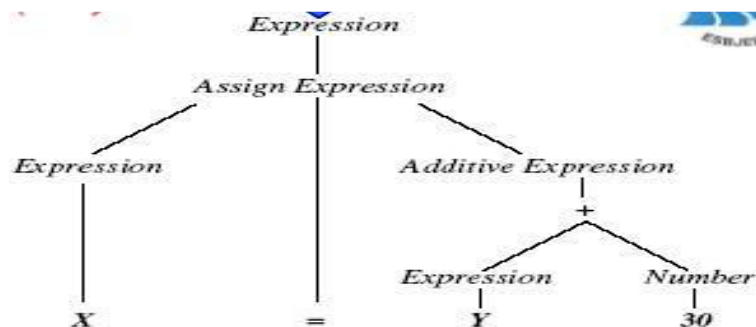 Expression
Assign Expression
Expression Additive Expression
+
Expression Number
X = Y 30